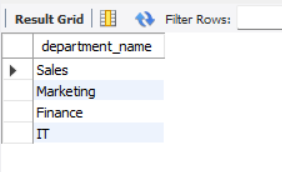 Result Grid Filter Rows:
department_name
Sales
Marketing
Finance
IT